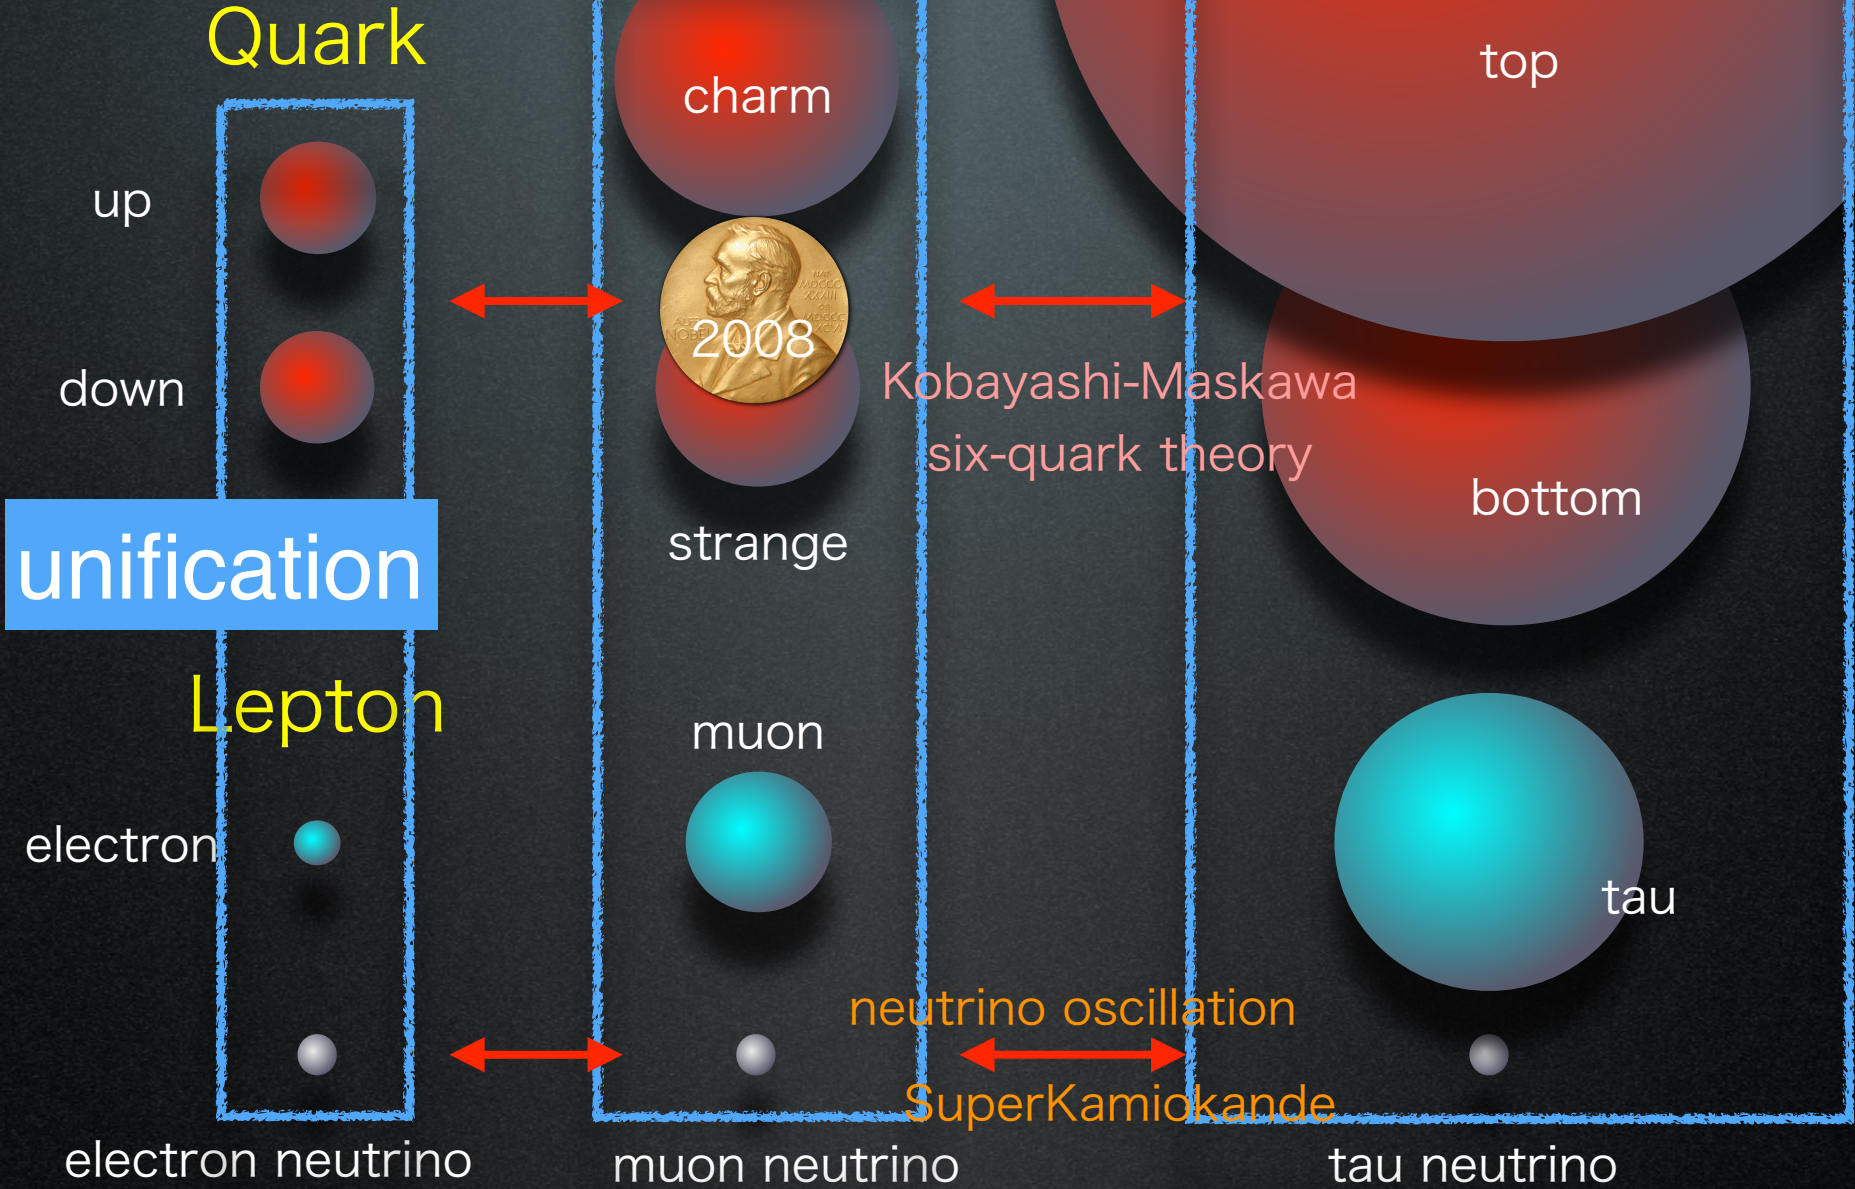 Quark
charm
top
up
2008
down
Kobayashi-Maskawa
six-quark theory
bottom
strange
unification
Lepton
muon
electron
tau
neutrino oscillation
SuperKamiokande
electron neutrino
muon neutrino
tau neutrino